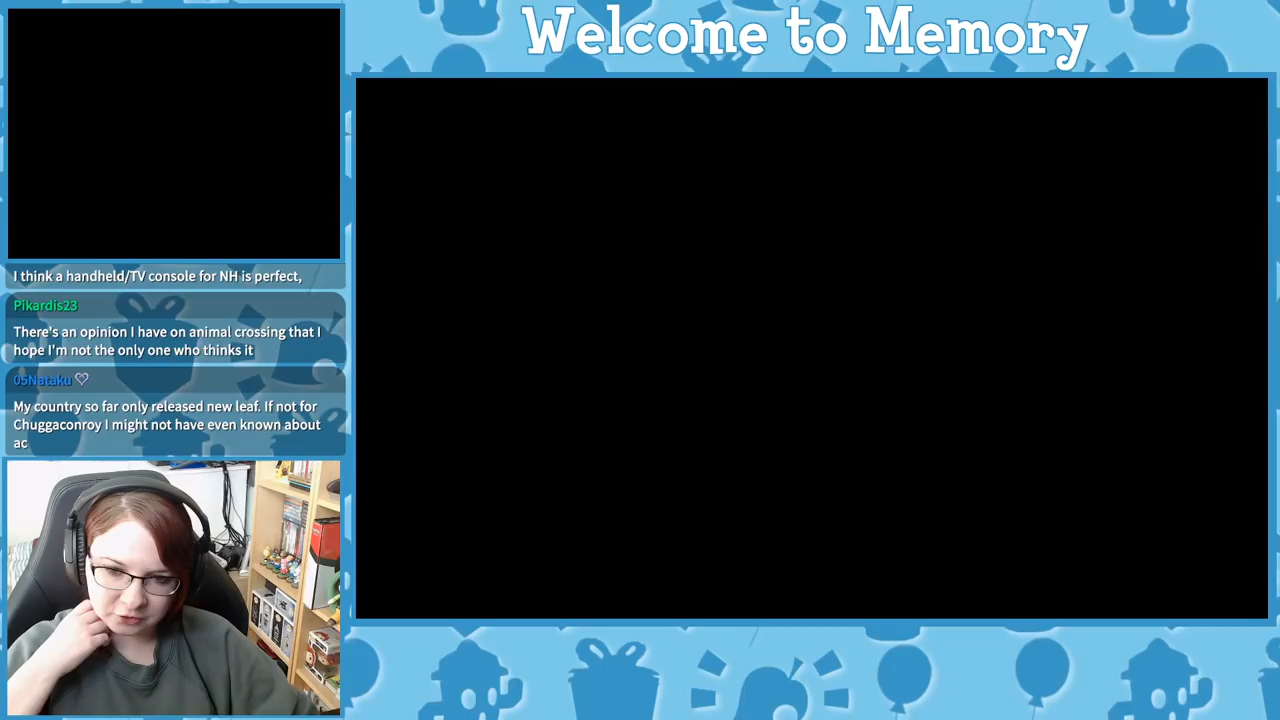 Welcome to Memory
I think a handheld/TV console for NH is perfect,
Pikardis23
There's an opinion I have on animal crossing that I
hope I'm not the only one who thinks it
05Nataku
My country so far only released new leaf. If not for
Chuggaconroy I might not have even known about
ac